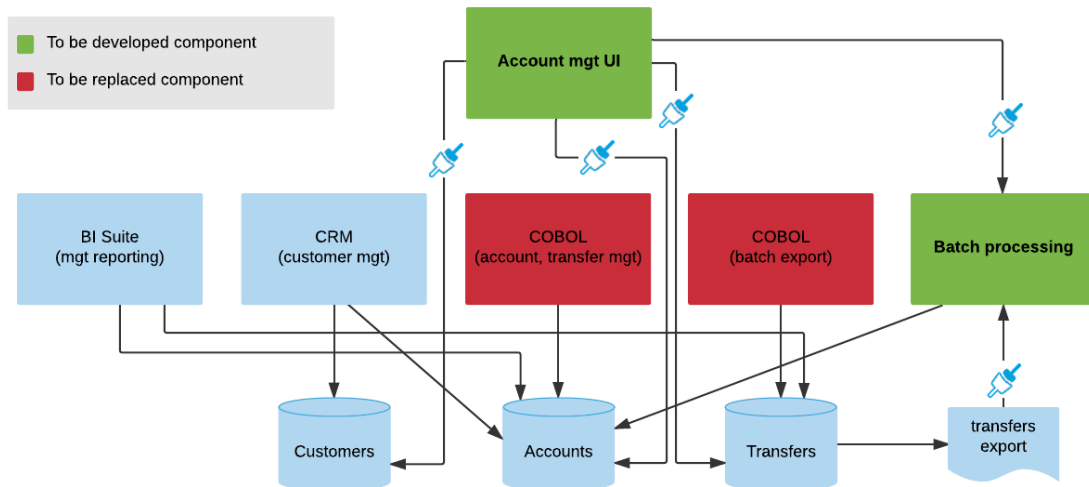 To be developed component
To be replaced component
Account mgt UI
BI Suite
(mgt reporting)
CRM
(customer mgt)
COBOL
(account, transfer mgt)
COBOL
(batch export)
Batch processing
Customers
Accounts
Transfers
transfers
export